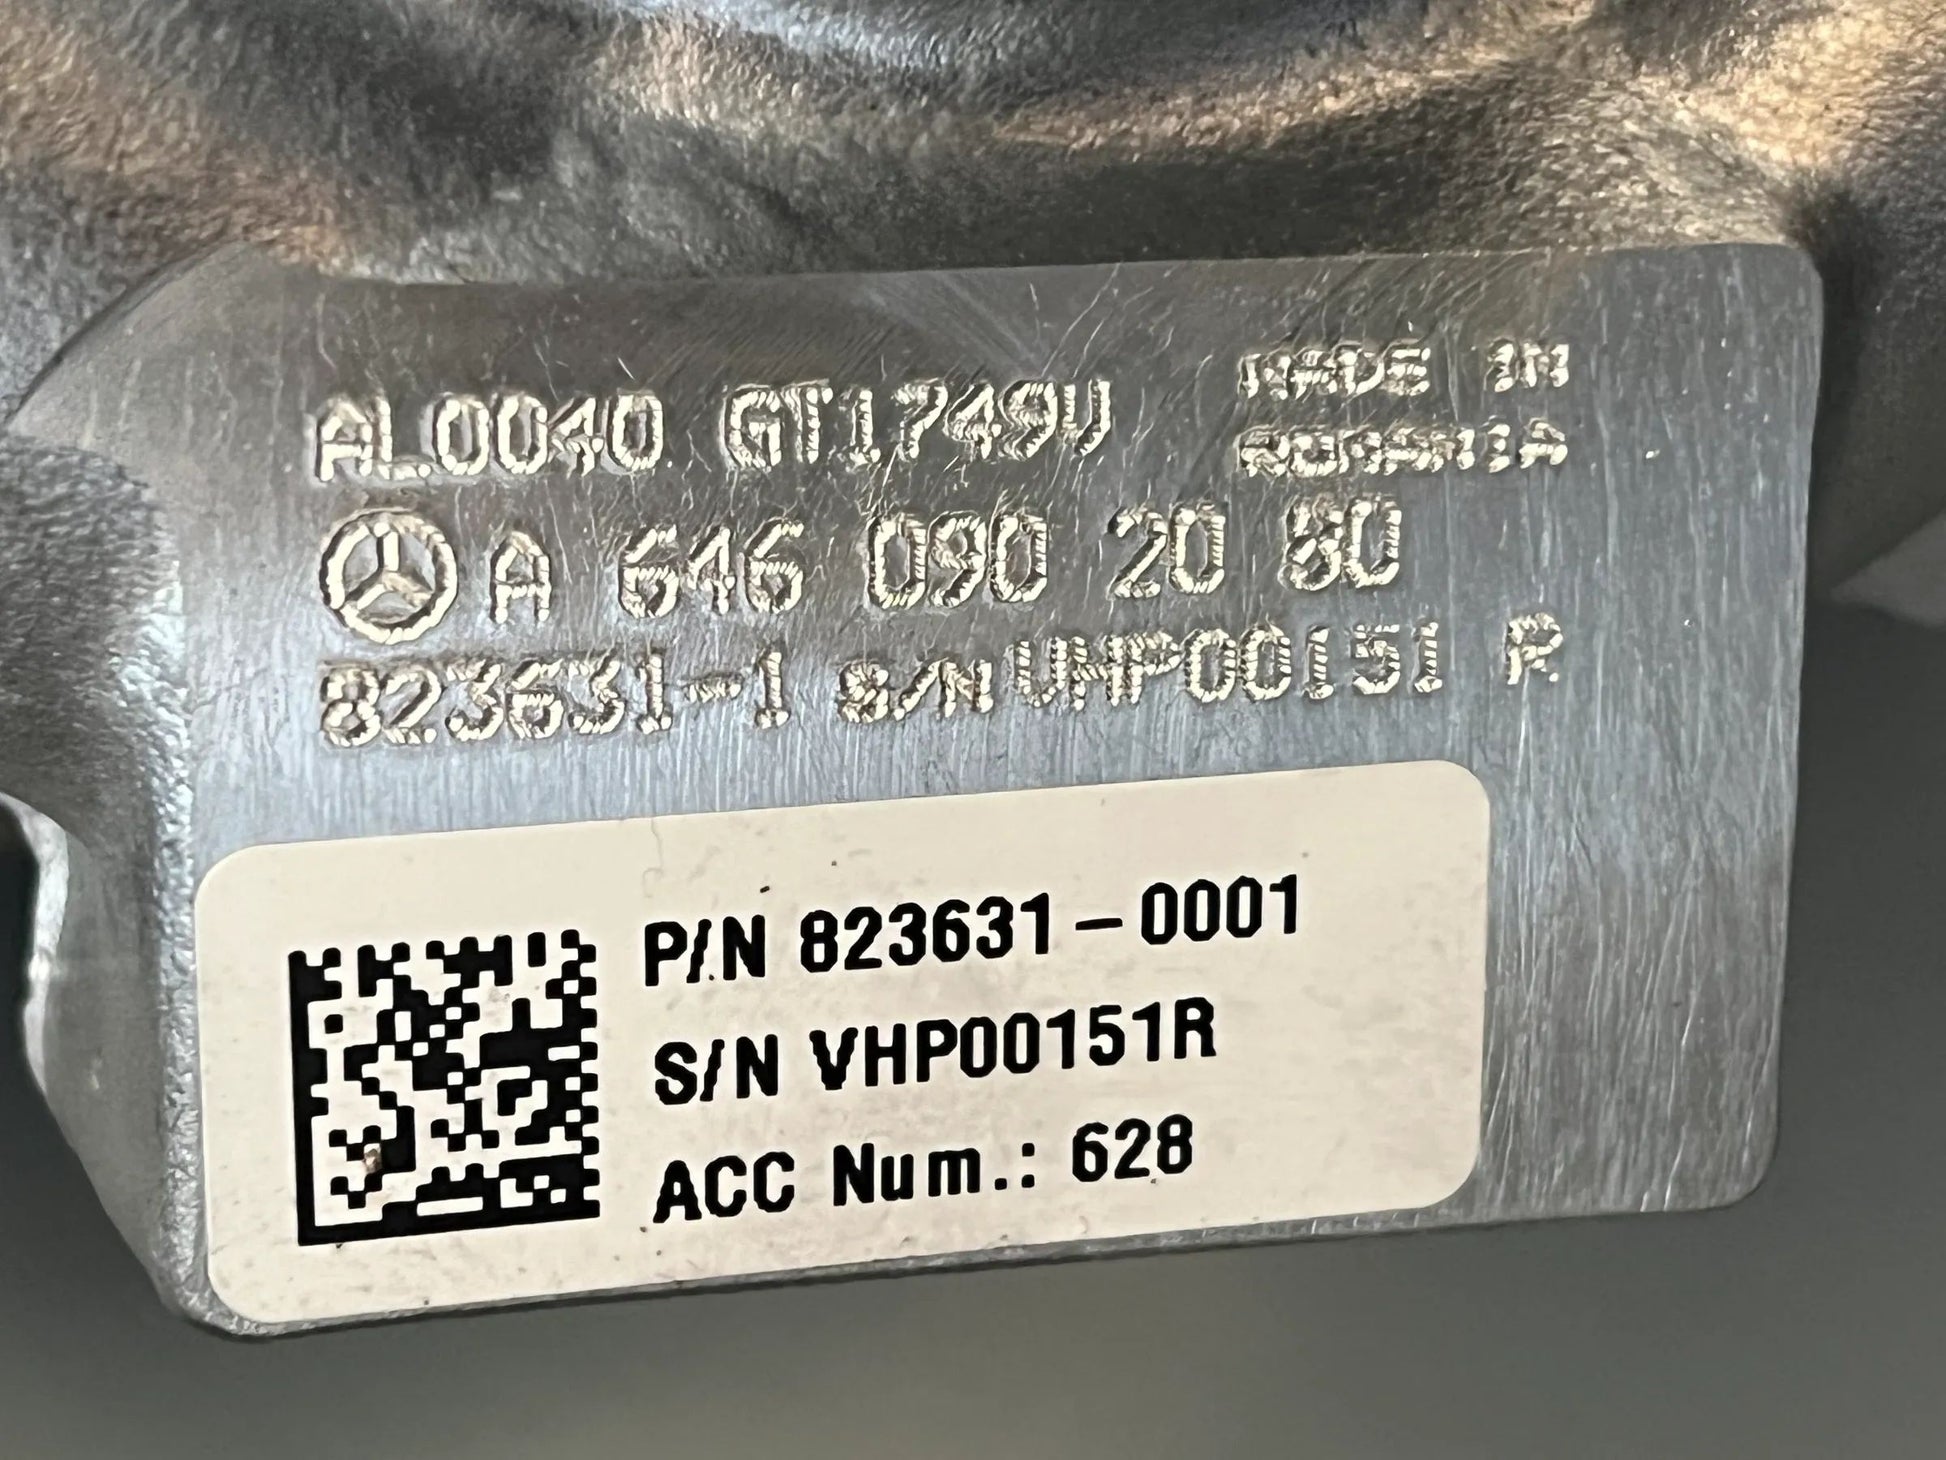 AL0040 GT1749V MADE IN
ROMANIA
A 646 090 20 80
823631-1 S/N VHP00151 R
P/N 823631-0001
S/N VHP00151R
ACC Num.: 628